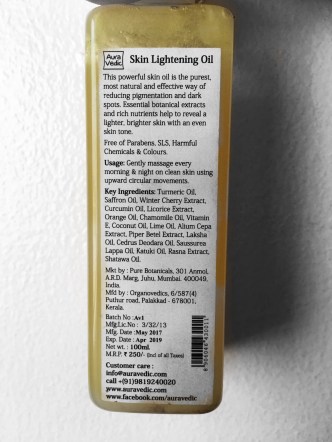 Aura
Vedic
Skin Lightening Oil
This powerful skin oil is the purest,
most natural and effective way of
reducing pigmentation and dark
spots. Essential botanical extracts
and rich nutrients help to reveal a
lighter, brighter skin with an even
skin tone.
Free of Parabens, SLS, Harmful
Chemicals & Colours.
Usage: Gently massage every
morning & night on clean skin using
upward circular movements.
Key Ingredients: Turmeric Oil,
Saffron Oil, Winter Cherry Extract,
Curcumin Oil, Licorice Extract,
Orange Oil, Chamomile Oil, Vitamin
E, Coconut Oil, Lime Oil, Alium Cepa
Extract, Piper Betel Extract, Laksha
Oil, Cedrus Deodara Oil, Saussurea
Lappa Oil, Katuki Oil, Rasna Extract,
Shatawa Oil.
Mkt by : Pure Botanicals, 301 Anmol,
A.R.D. Marg, Juhu, Mumbai. 400049.
India.
Mfd by : Organovedics, 6/587(4)
Puthur road, Palakkad - 678001,
Kerala.
Batch No : Av1
Mfg.Lic.No : 3/32/13
Mfg. Date :May 2017
Exp. Date : Apr 2019
Net wt. : 100ml.
M.R.P. ₹ 250/- (Incl of all Taxes)
Customer care :
info@auravedic.com
call +(91)9819240020
www.auravedic.com
www.facebook.com/auravedic